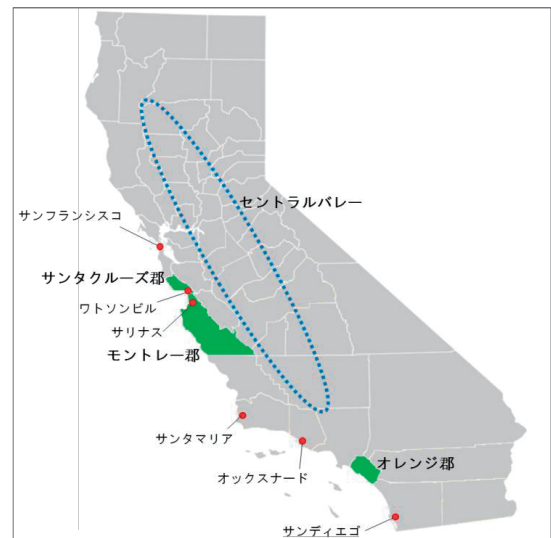 セントラルバレー
サンフランシスコ
サンタクルーズ郡
ワトソンビル
サリナス
モントレー郡
サンタマリア
オックスナード
オレンジ郡
サンディエゴ